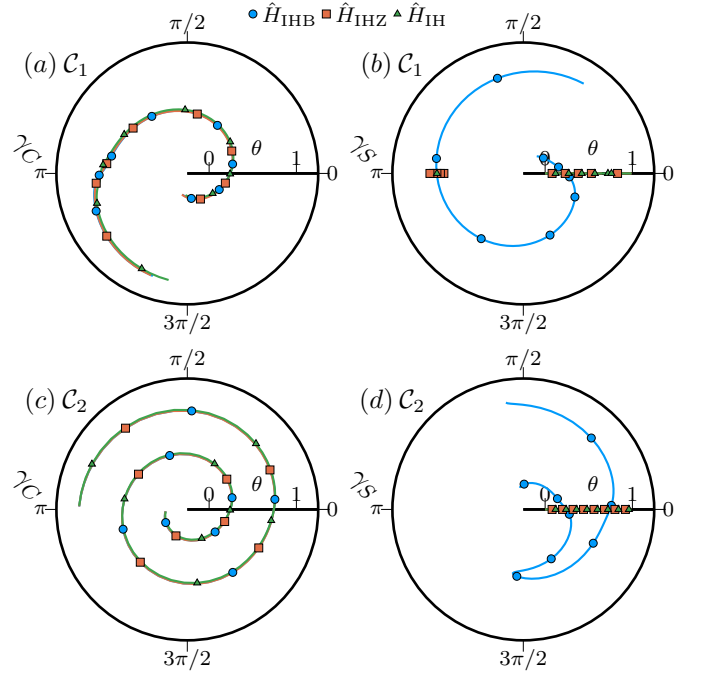 Ĥ_IHB Ĥ_IHZ Ĥ_IH
π/2 π/2
(a) 𝒞₁ (b) 𝒞₁
γ_C 0 θ 1 γ_S 0 θ 1
π 0 π 0
3π/2 3π/2
π/2 π/2
(c) 𝒞₂ (d) 𝒞₂
γ_C 0 θ 1 γ_S 0 θ 1
π 0 π 0
3π/2 3π/2